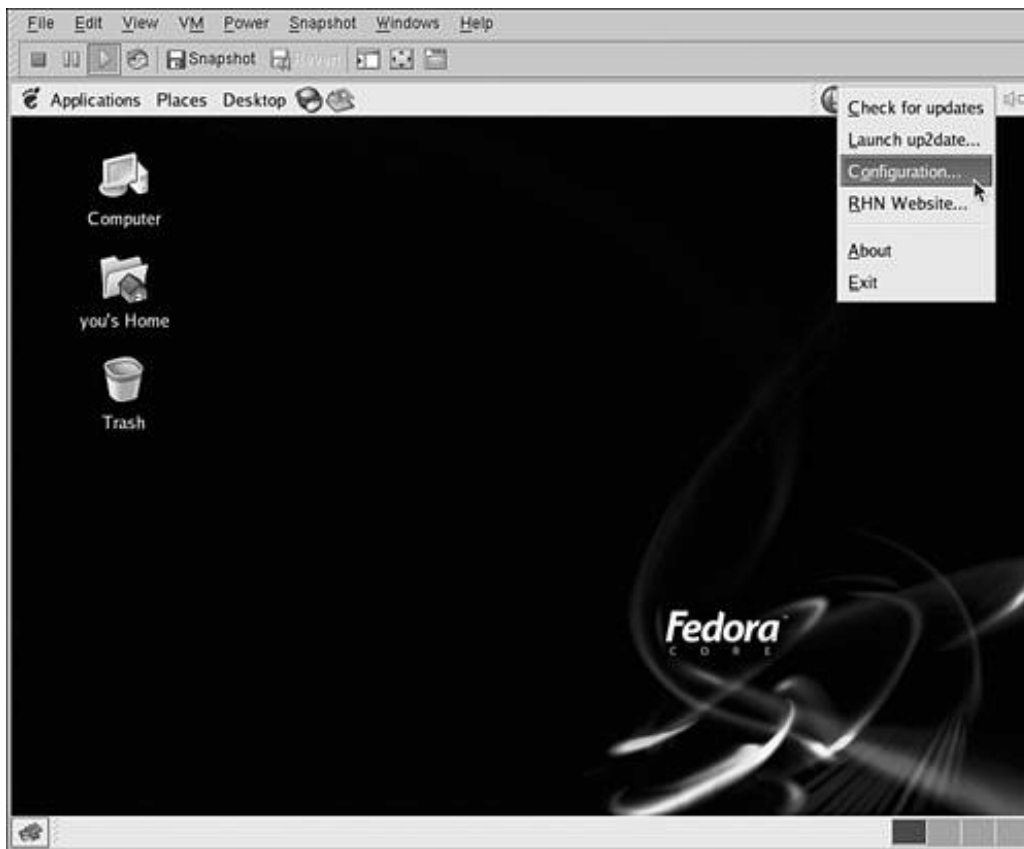 File Edit View VM Power Snapshot Windows Help
Snapshot Revert
Applications Places Desktop
Check for updates
Launch up2date...
Configuration...
RHN Website...
About
Exit
Computer
you's Home
Trash
Fedora
CORE